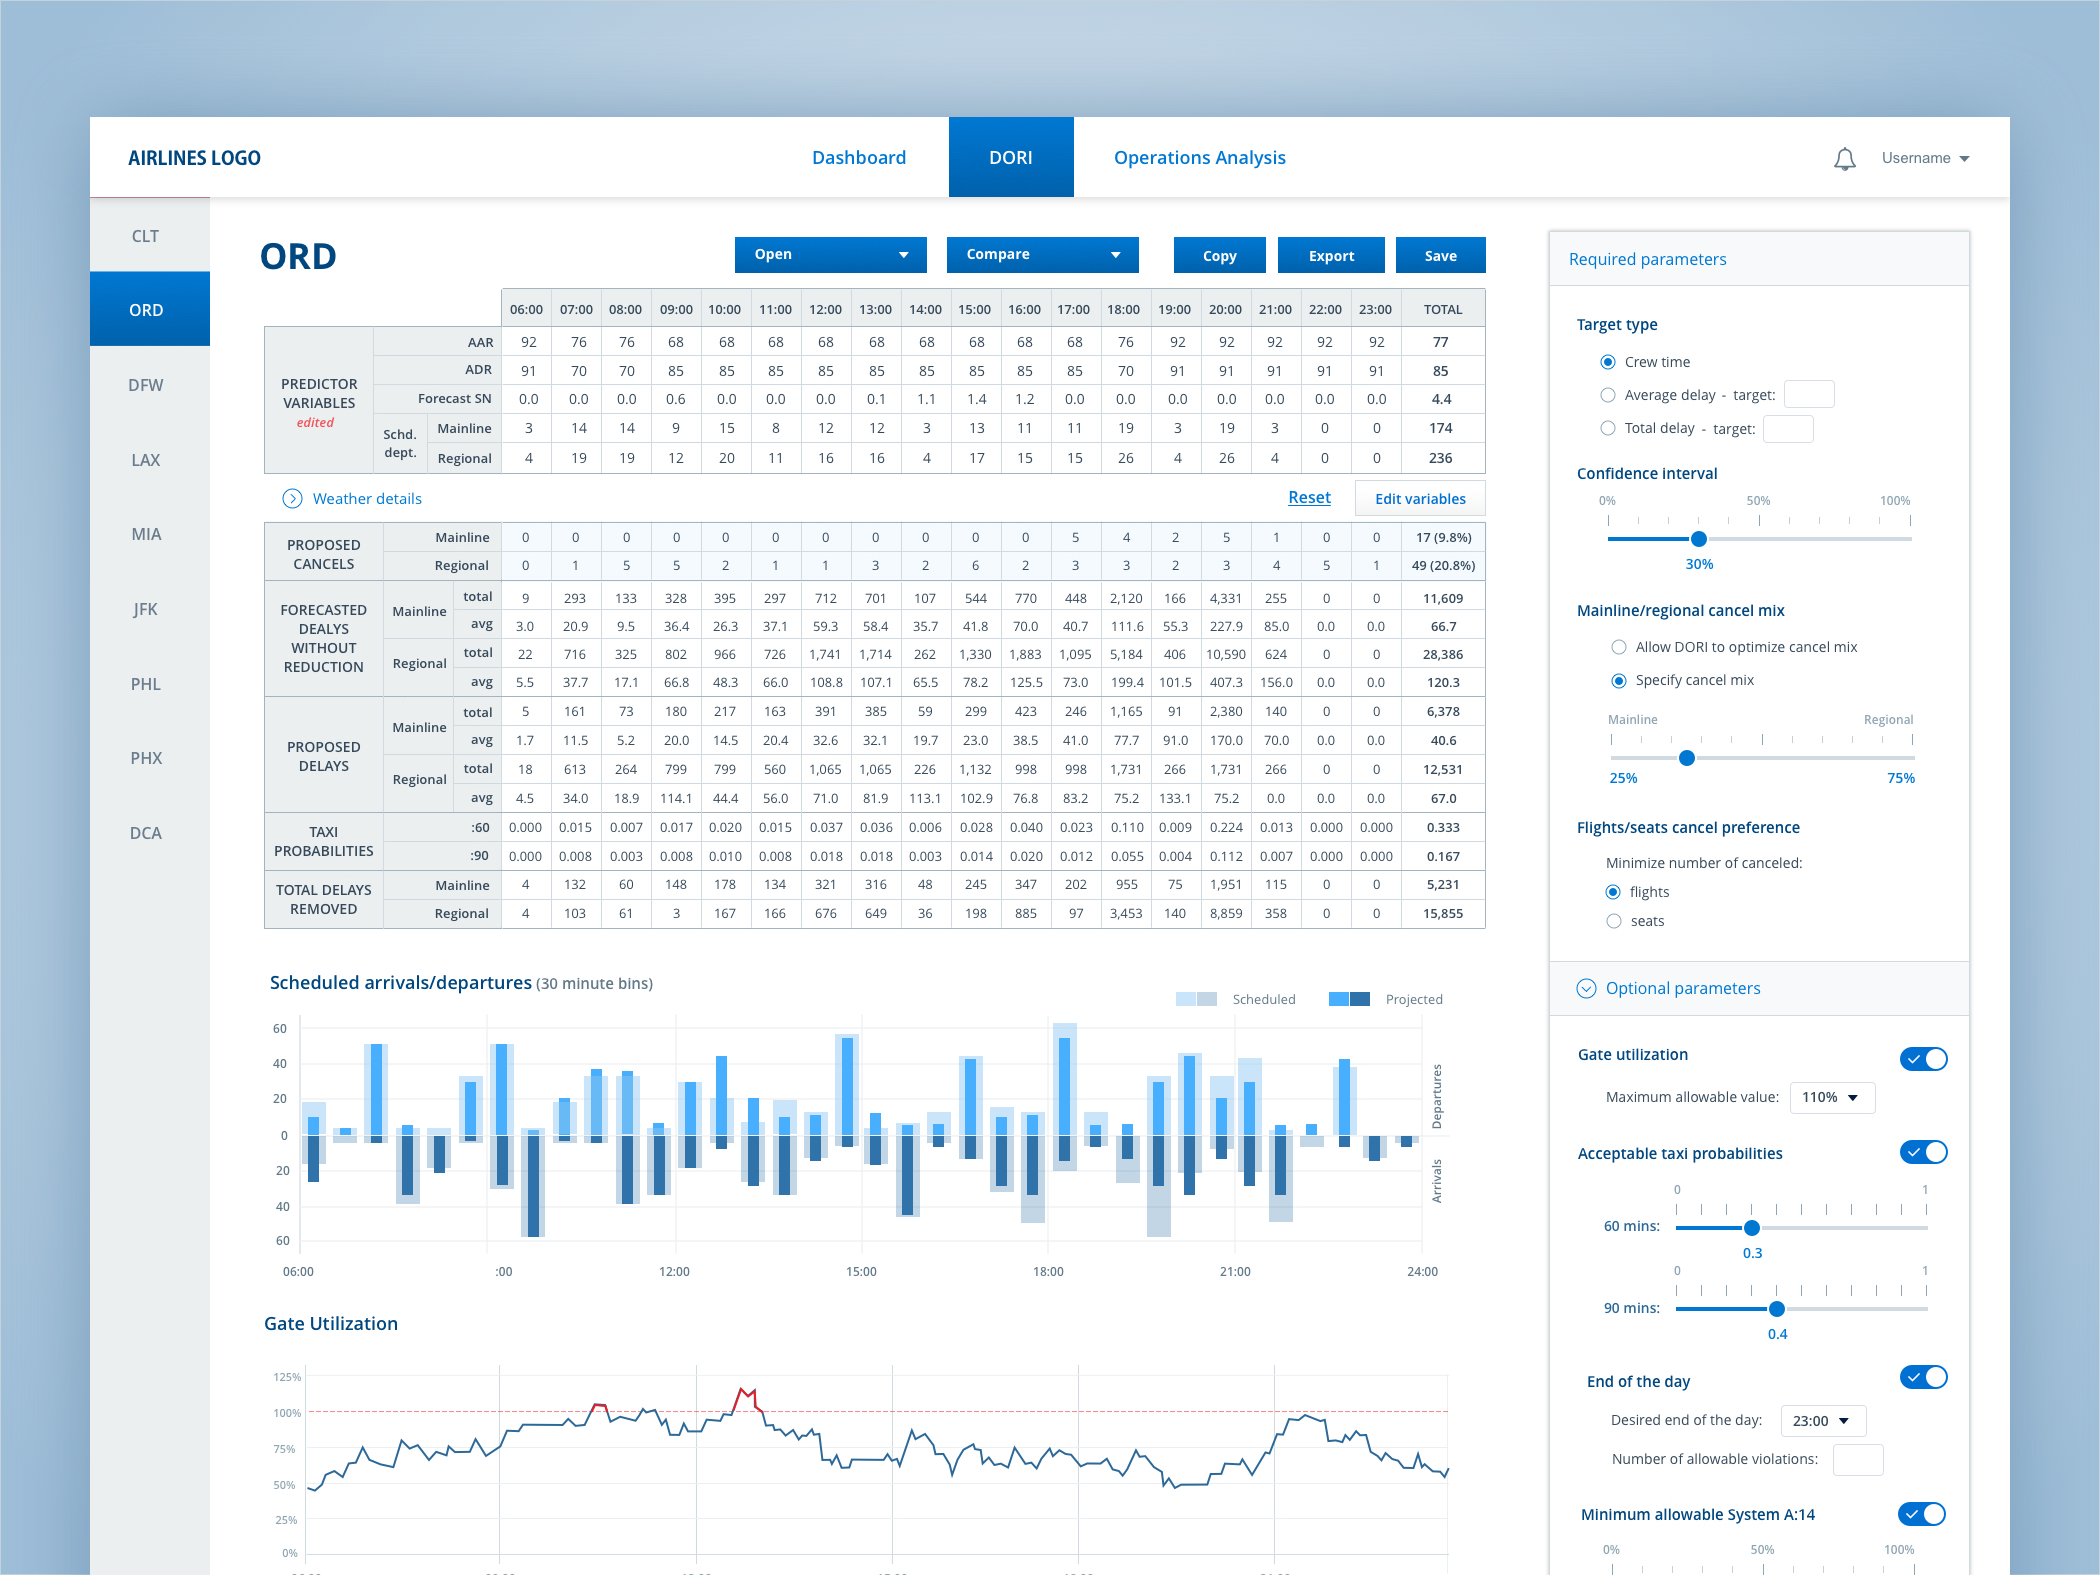 AIRLINES LOGO
Dashboard
DORI
Operations Analysis
Username
CLT
ORD
DFW
LAX
MIA
JFK
PHL
PHX
DCA
ORD
Open
Compare
Copy
Export
Save
06:00 07:00 08:00 09:00 10:00 11:00 12:00 13:00 14:00 15:00 16:00 17:00 18:00 19:00 20:00 21:00 22:00 23:00 TOTAL
PREDICTOR
VARIABLES
edited
AAR 92 76 76 68 68 68 68 68 68 68 68 68 76 92 92 92 92 92 77
ADR 91 70 70 85 85 85 85 85 85 85 85 85 70 91 91 91 91 91 85
Forecast SN 0.0 0.0 0.0 0.6 0.0 0.0 0.0 0.1 1.1 1.4 1.2 0.0 0.0 0.0 0.0 0.0 0.0 0.0 4.4
Schd.
dept.
Mainline 3 14 14 9 15 8 12 12 3 13 11 11 19 3 19 3 0 0 174
Regional 4 19 19 12 20 11 16 16 4 17 15 15 26 4 26 4 0 0 236
Weather details
Reset
Edit variables
PROPOSED
CANCELS
Mainline 0 0 0 0 0 0 0 0 0 0 0 5 4 2 5 1 0 0 17 (9.8%)
Regional 0 1 5 5 2 1 1 3 2 6 2 3 3 2 3 4 5 1 49 (20.8%)
FORECASTED
DEALYS
WITHOUT
REDUCTION
Mainline
total 9 293 133 328 395 297 712 701 107 544 770 448 2,120 166 4,331 255 0 0 11,609
avg 3.0 20.9 9.5 36.4 26.3 37.1 59.3 58.4 35.7 41.8 70.0 40.7 111.6 55.3 227.9 85.0 0.0 0.0 66.7
Regional
total 22 716 325 802 966 726 1,741 1,714 262 1,330 1,883 1,095 5,184 406 10,590 624 0 0 28,386
avg 5.5 37.7 17.1 66.8 48.3 66.0 108.8 107.1 65.5 78.2 125.5 73.0 199.4 101.5 407.3 156.0 0.0 0.0 120.3
PROPOSED
DELAYS
Mainline
total 5 161 73 180 217 163 391 385 59 299 423 246 1,165 91 2,380 140 0 0 6,378
avg 1.7 11.5 5.2 20.0 14.5 20.4 32.6 32.1 19.7 23.0 38.5 41.0 77.7 91.0 170.0 70.0 0.0 0.0 40.6
Regional
total 18 613 264 799 799 560 1,065 1,065 226 1,132 998 998 1,731 266 1,731 266 0 0 12,531
avg 4.5 34.0 18.9 114.1 44.4 56.0 71.0 81.9 113.1 102.9 76.8 83.2 75.2 133.1 75.2 0.0 0.0 0.0 67.0
TAXI
PROBABILITIES
:60 0.000 0.015 0.007 0.017 0.020 0.015 0.037 0.036 0.006 0.028 0.040 0.023 0.110 0.009 0.224 0.013 0.000 0.000 0.333
:90 0.000 0.008 0.003 0.008 0.010 0.008 0.018 0.018 0.003 0.014 0.020 0.012 0.055 0.004 0.112 0.007 0.000 0.000 0.167
TOTAL DELAYS
REMOVED
Mainline 4 132 60 148 178 134 321 316 48 245 347 202 955 75 1,951 115 0 0 5,231
Regional 4 103 61 3 167 166 676 649 36 198 885 97 3,453 140 8,859 358 0 0 15,855
Scheduled arrivals/departures (30 minute bins)
Scheduled
Projected
60
40
20
0
20
40
60
Departures
Arrivals
06:00 :00 12:00 15:00 18:00 21:00 24:00
Gate Utilization
125%
100%
75%
50%
25%
0%
Required parameters
Target type
Crew time
Average delay - target:
Total delay - target:
Confidence interval
0% 50% 100%
30%
Mainline/regional cancel mix
Allow DORI to optimize cancel mix
Specify cancel mix
Mainline Regional
25% 75%
Flights/seats cancel preference
Minimize number of canceled:
flights
seats
Optional parameters
Gate utilization
Maximum allowable value: 110%
Acceptable taxi probabilities
0 1
60 mins:
0.3
0 1
90 mins:
0.4
End of the day
Desired end of the day: 23:00
Number of allowable violations:
Minimum allowable System A:14
0% 50% 100%